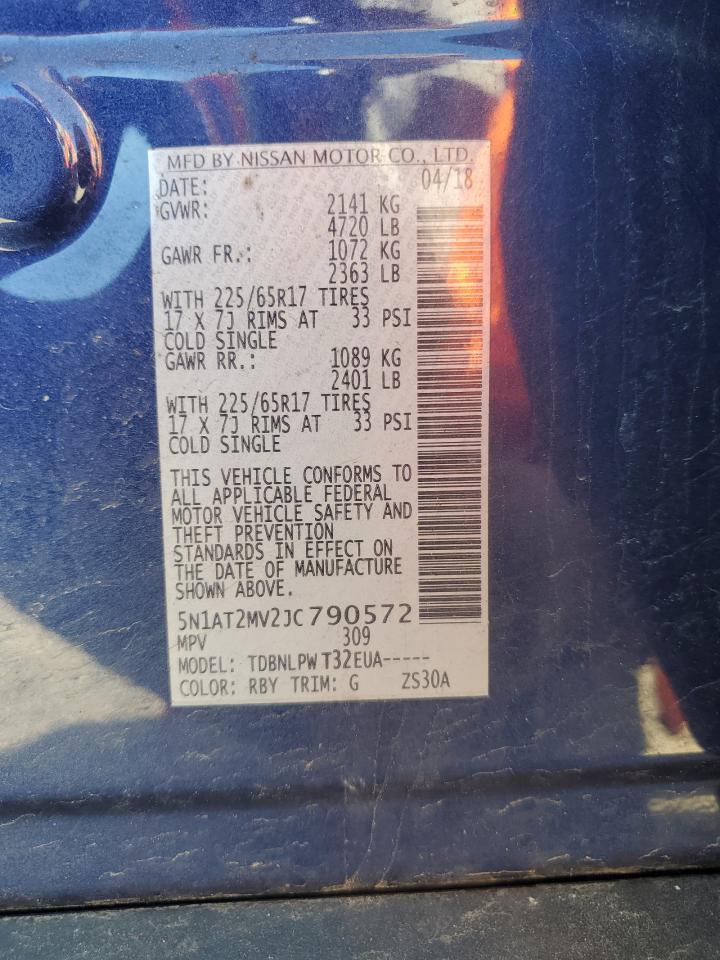 MFD BY NISSAN MOTOR CO., LTD.
DATE: 04/18
GVWR: 2141 KG
4720 LB
GAWR FR.: 1072 KG
2363 LB
WITH 225/65R17 TIRES
17 X 7J RIMS AT 33 PSI
COLD SINGLE
GAWR RR.: 1089 KG
2401 LB
WITH 225/65R17 TIRES
17 X 7J RIMS AT 33 PSI
COLD SINGLE
THIS VEHICLE CONFORMS TO
ALL APPLICABLE FEDERAL
MOTOR VEHICLE SAFETY AND
THEFT PREVENTION
STANDARDS IN EFFECT ON
THE DATE OF MANUFACTURE
SHOWN ABOVE.
5N1AT2MV2JC790572
MPV 309
MODEL: TDBNLPW T32EUA-----
COLOR: RBY TRIM: G ZS30A